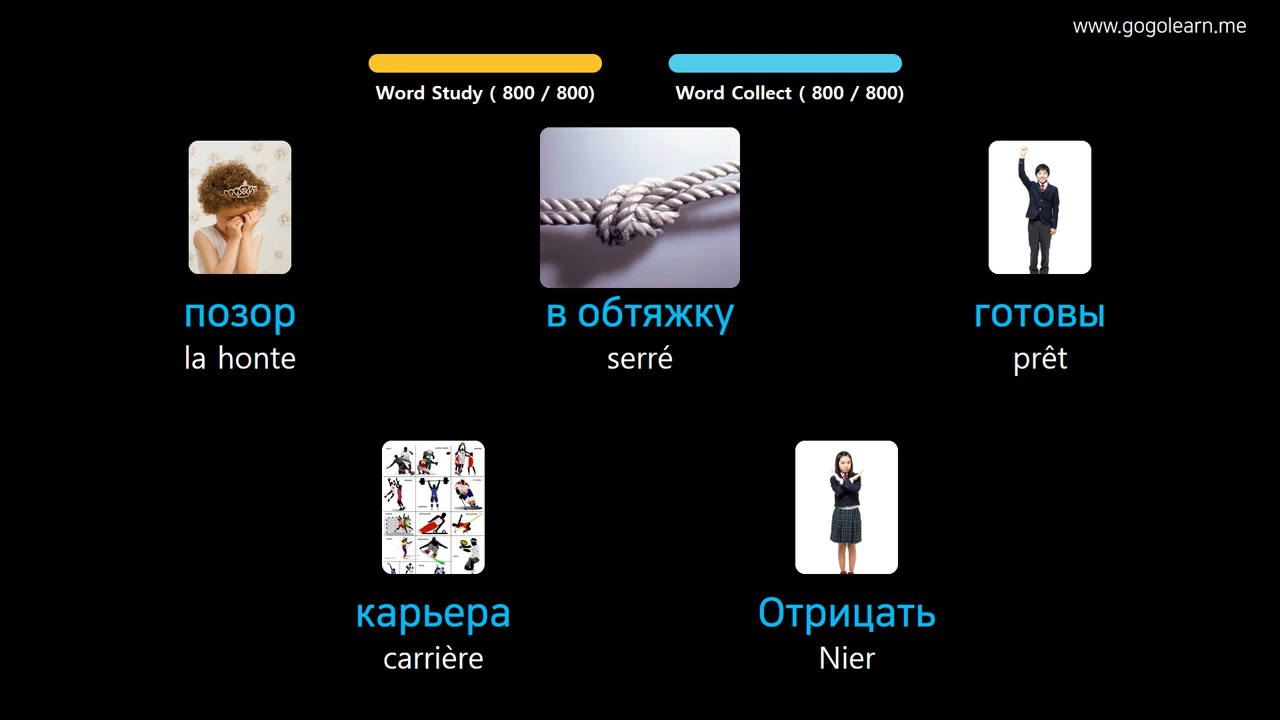 www.gogolearn.me
Word Study ( 800 / 800)
Word Collect ( 800 / 800)
позор
la honte
в обтяжку
serré
готовы
prêt
карьера
carrière
Отрицать
Nier